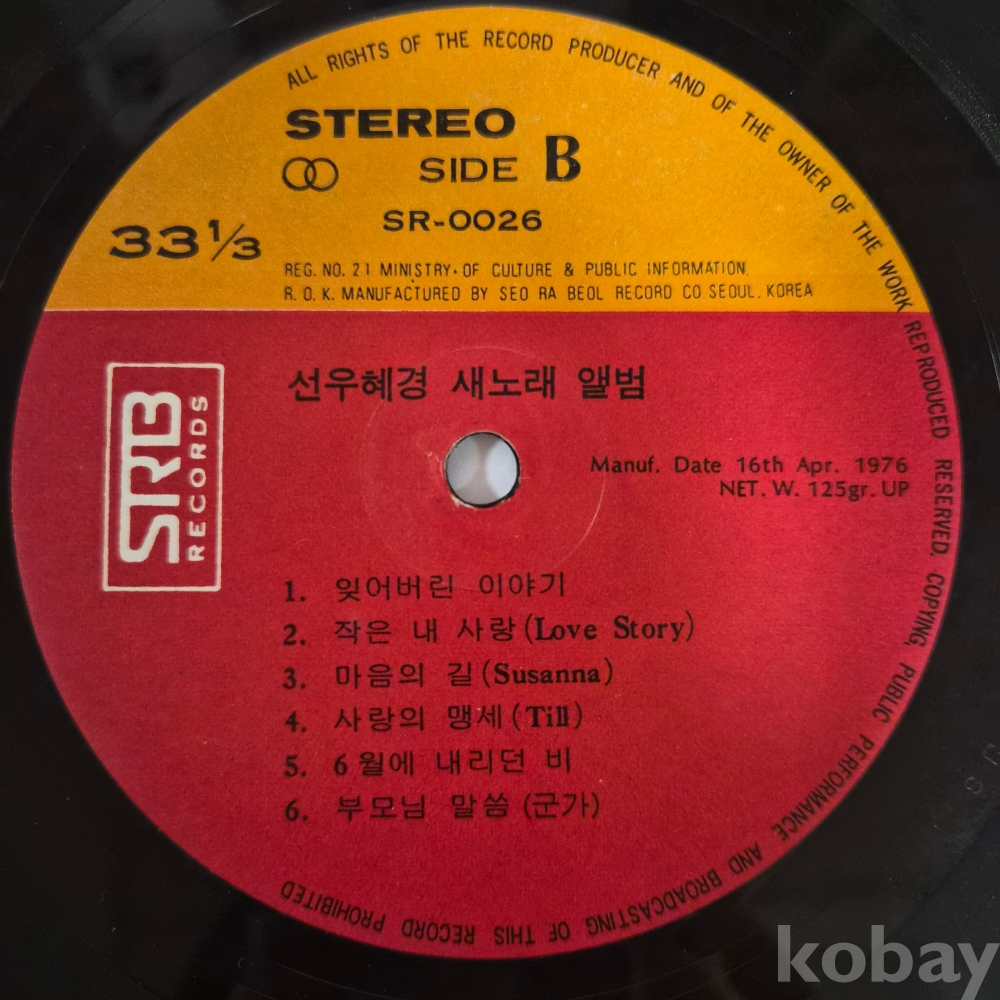 ALL RIGHTS OF THE RECORD PRODUCER AND OF THE OWNER OF THE WORK REPRODUCED RESERVED. COPYING, PUBLIC PERFORMANCE AND BROADCASTING OF THIS RECORD PROHIBITED
STEREO
SIDE B
SR-0026
33 1/3
REG. NO. 21 MINISTRY. OF CULTURE & PUBLIC INFORMATION.
R. O. K. MANUFACTURED BY SEO RA BEOL RECORD CO SEOUL. KOREA
선우혜경 새노래 앨범
SRB
RECORDS
Manuf. Date 16th Apr. 1976
NET. W. 125gr. UP
1. 잊어버린 이야기
2. 작은 내 사랑 (Love Story)
3. 마음의 길 (Susanna)
4. 사랑의 맹세 (Till)
5. 6월에 내리던 비
6. 부모님 말씀 (군가)
kobay